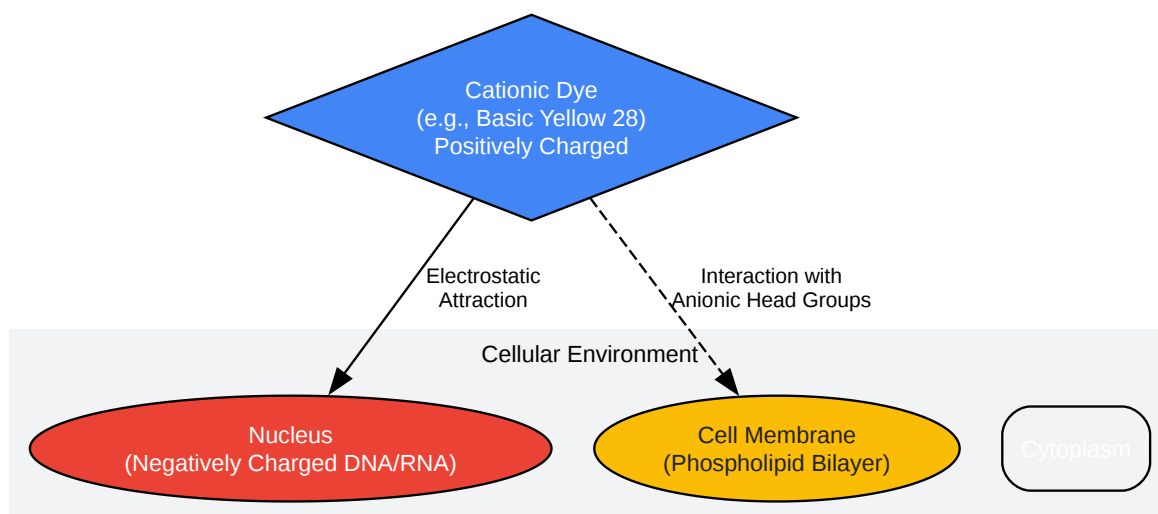 Cationic Dye
(e.g., Basic Yellow 28)
Positively Charged
Electrostatic
Attraction
Interaction with
Anionic Head Groups
Cellular Environment
Nucleus
(Negatively Charged DNA/RNA)
Cell Membrane
(Phospholipid Bilayer)
Cytoplasm